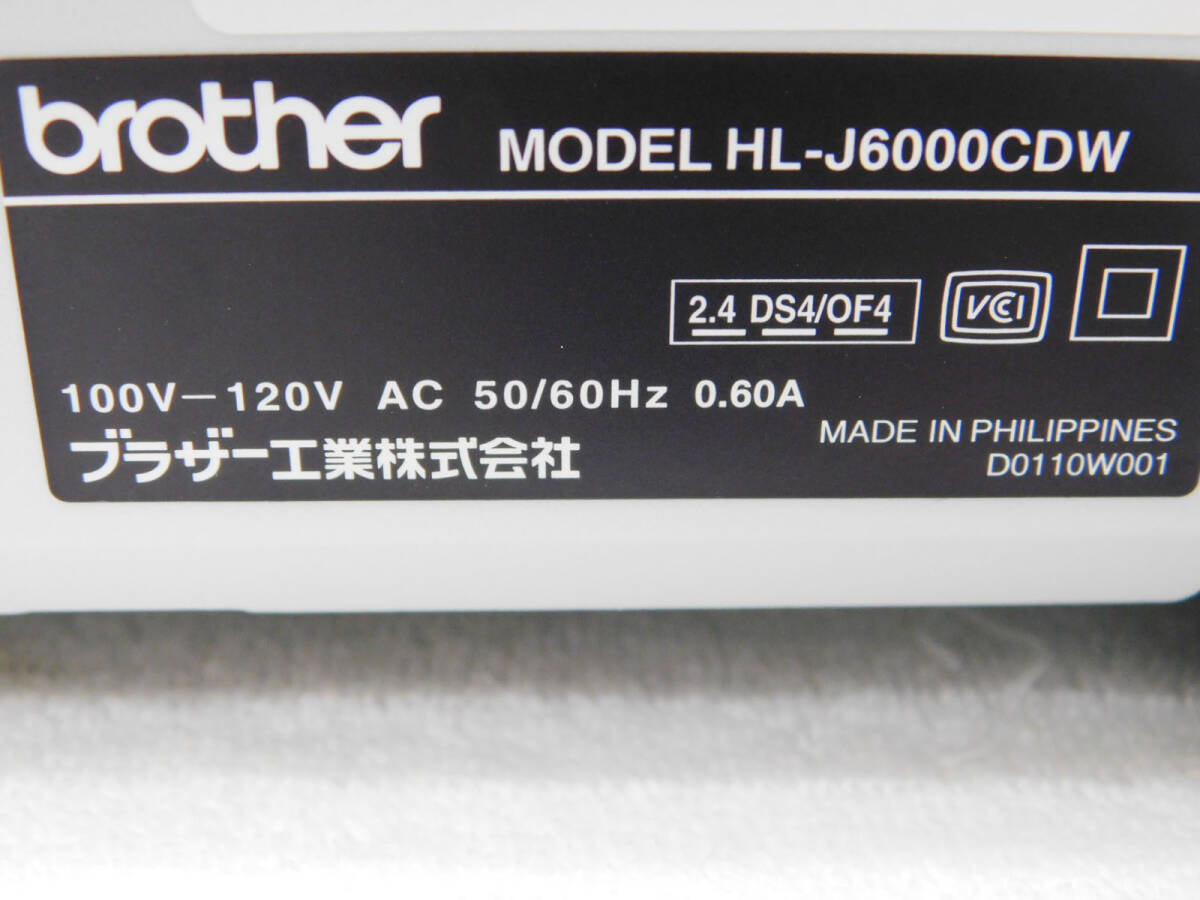 brother MODEL HL-J6000CDW
2.4 DS4/OF4 VCCI
100V-120V AC 50/60Hz 0.60A
ブラザー工業株式会社
MADE IN PHILIPPINES
D0110W001